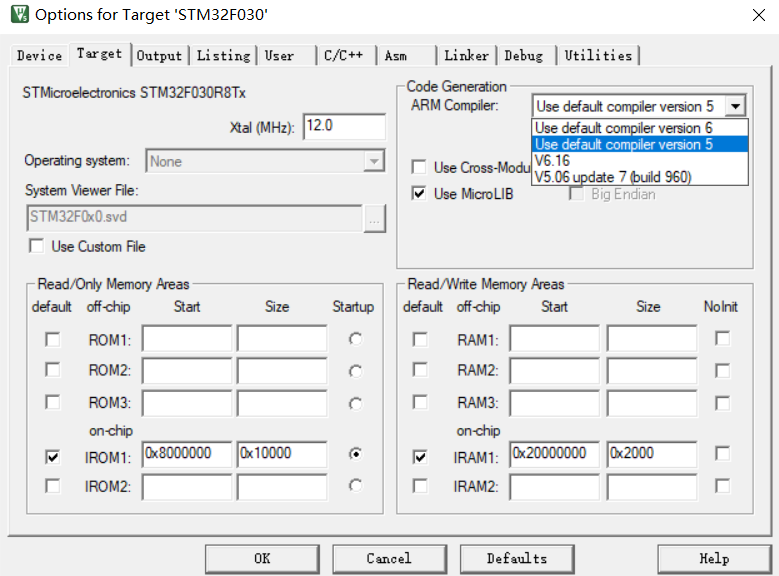 Options for Target 'STM32F030'
Device Target Output Listing User C/C++ Asm Linker Debug Utilities
STMicroelectronics STM32F030R8Tx
Xtal (MHz): 12.0
Operating system: None
System Viewer File:
STM32F0x0.svd
...
Use Custom File
Code Generation
ARM Compiler: Use default compiler version 5
Use default compiler version 6
Use default compiler version 5
V6.16
V5.06 update 7 (build 960)
Use Cross-Modu
Use MicroLIB Big Endian
Read/Only Memory Areas
default off-chip Start Size Startup
ROM1:
ROM2:
ROM3:
on-chip
IROM1: 0x8000000 0x10000
IROM2:
Read/Write Memory Areas
default off-chip Start Size NoInit
RAM1:
RAM2:
RAM3:
on-chip
IRAM1: 0x20000000 0x2000
IRAM2:
OK Cancel Defaults Help